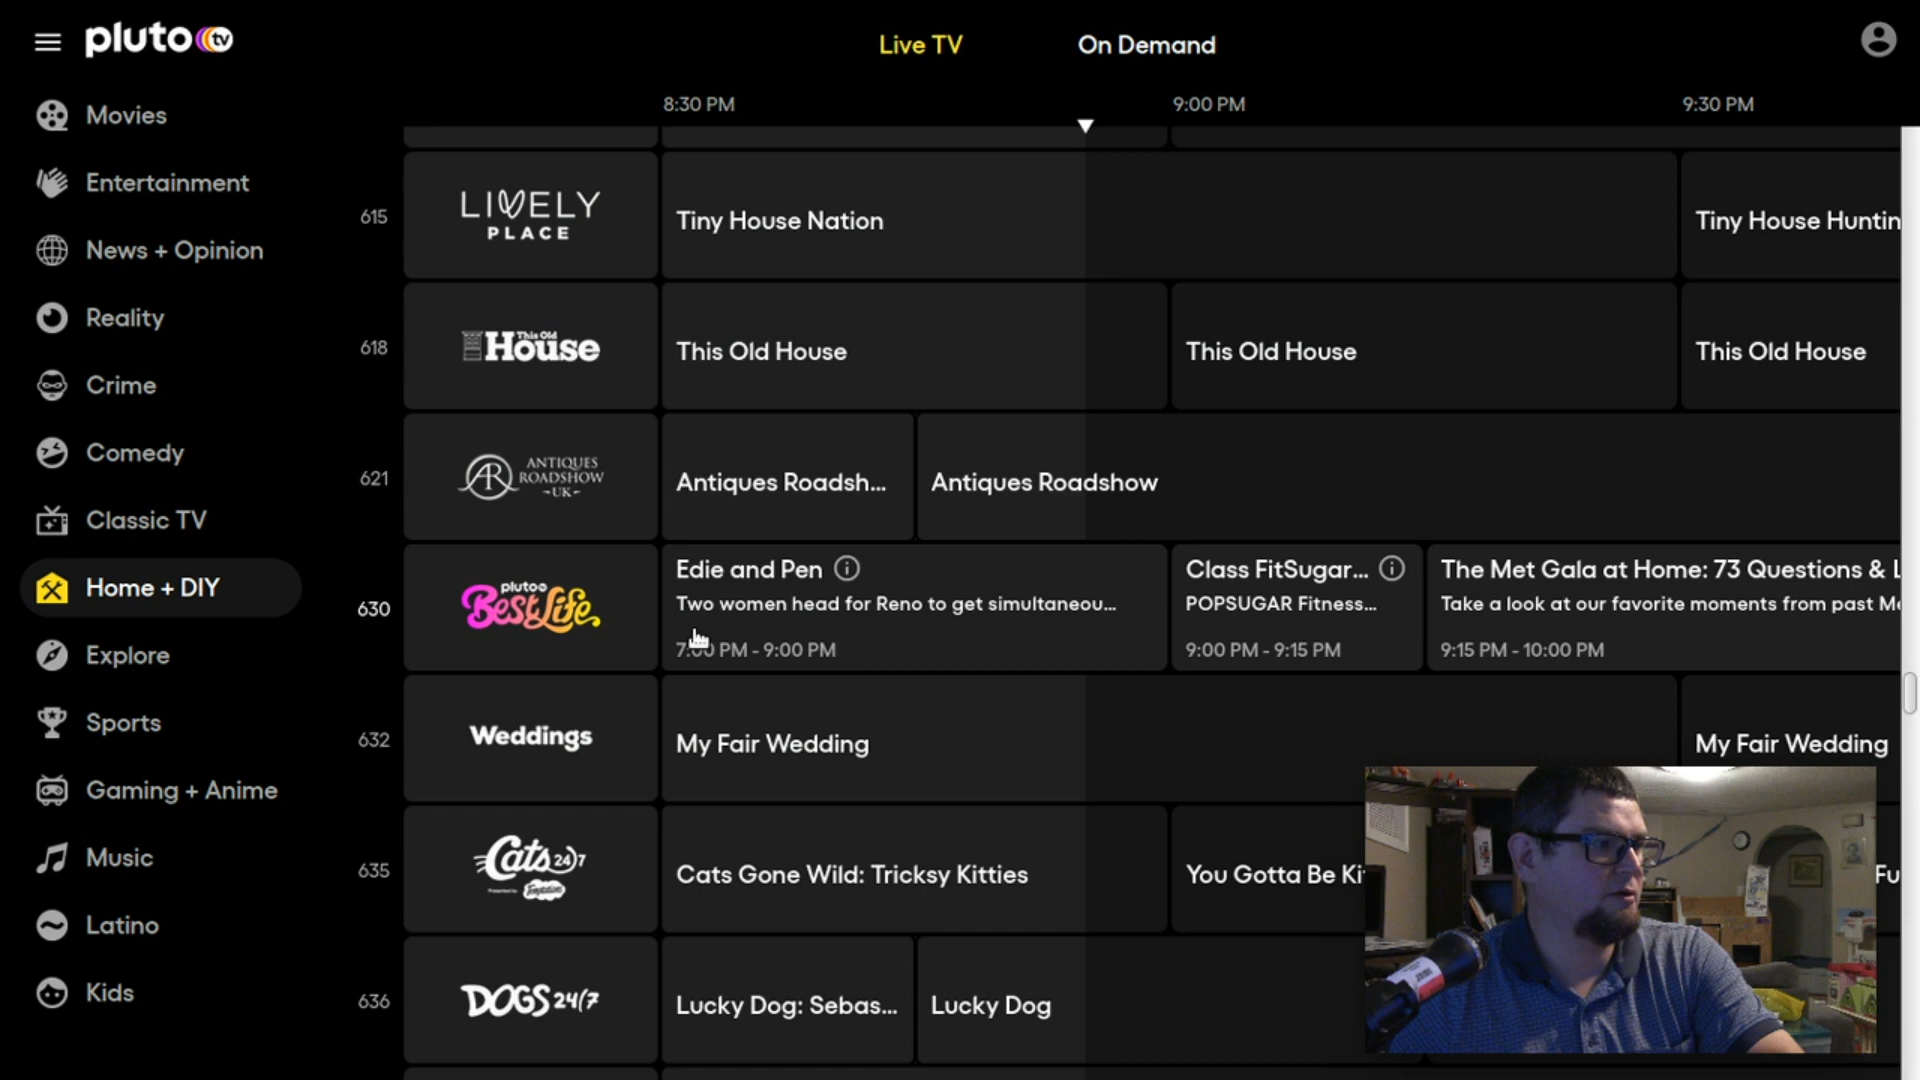 pluto tv
Live TV
On Demand
Movies
Entertainment
News + Opinion
Reality
Crime
Comedy
Classic TV
Home + DIY
Explore
Sports
Gaming + Anime
Music
Latino
Kids
8:30 PM
9:00 PM
9:30 PM
615
LIVELY
PLACE
Tiny House Nation
Tiny House Huntin
618
This Old
House
This Old House
This Old House
This Old House
621
AR
ANTIQUES
ROADSHOW
-UK-
Antiques Roadsh...
Antiques Roadshow
630
pluto
Best Life
Edie and Pen
Two women head for Reno to get simultaneou...
7:00 PM - 9:00 PM
Class FitSugar...
POPSUGAR Fitness...
9:00 PM - 9:15 PM
The Met Gala at Home: 73 Questions & L
Take a look at our favorite moments from past Me
9:15 PM - 10:00 PM
632
Weddings
My Fair Wedding
My Fair Wedding
635
Cats 24/7
Cats Gone Wild: Tricksy Kitties
You Gotta Be Ki
Fu
636
DOGS 24/7
Lucky Dog: Sebas...
Lucky Dog